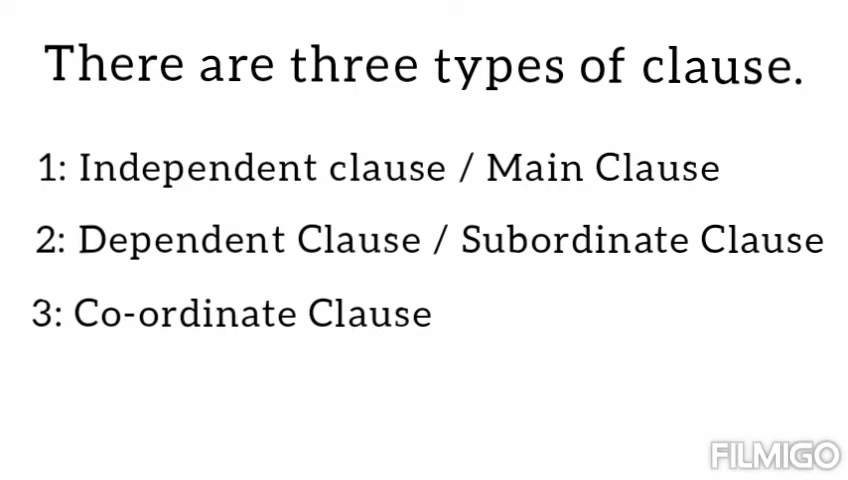 There are three types of clause.
1: Independent clause / Main Clause
2: Dependent Clause / Subordinate Clause
3: Co-ordinate Clause
FILMIGO